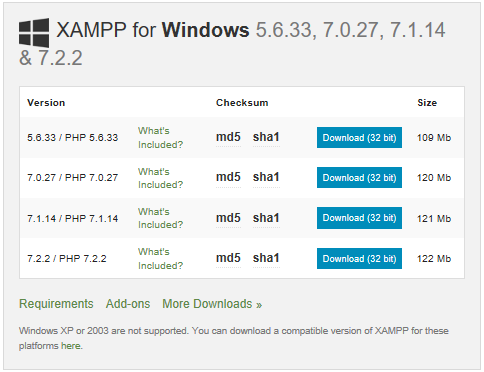 XAMPP for Windows 5.6.33, 7.0.27, 7.1.14
& 7.2.2
Version Checksum Size
5.6.33 / PHP 5.6.33 What's Included? md5 sha1 Download (32 bit) 109 Mb
7.0.27 / PHP 7.0.27 What's Included? md5 sha1 Download (32 bit) 120 Mb
7.1.14 / PHP 7.1.14 What's Included? md5 sha1 Download (32 bit) 121 Mb
7.2.2 / PHP 7.2.2 What's Included? md5 sha1 Download (32 bit) 122 Mb
Requirements Add-ons More Downloads »
Windows XP or 2003 are not supported. You can download a compatible version of XAMPP for these
platforms here.